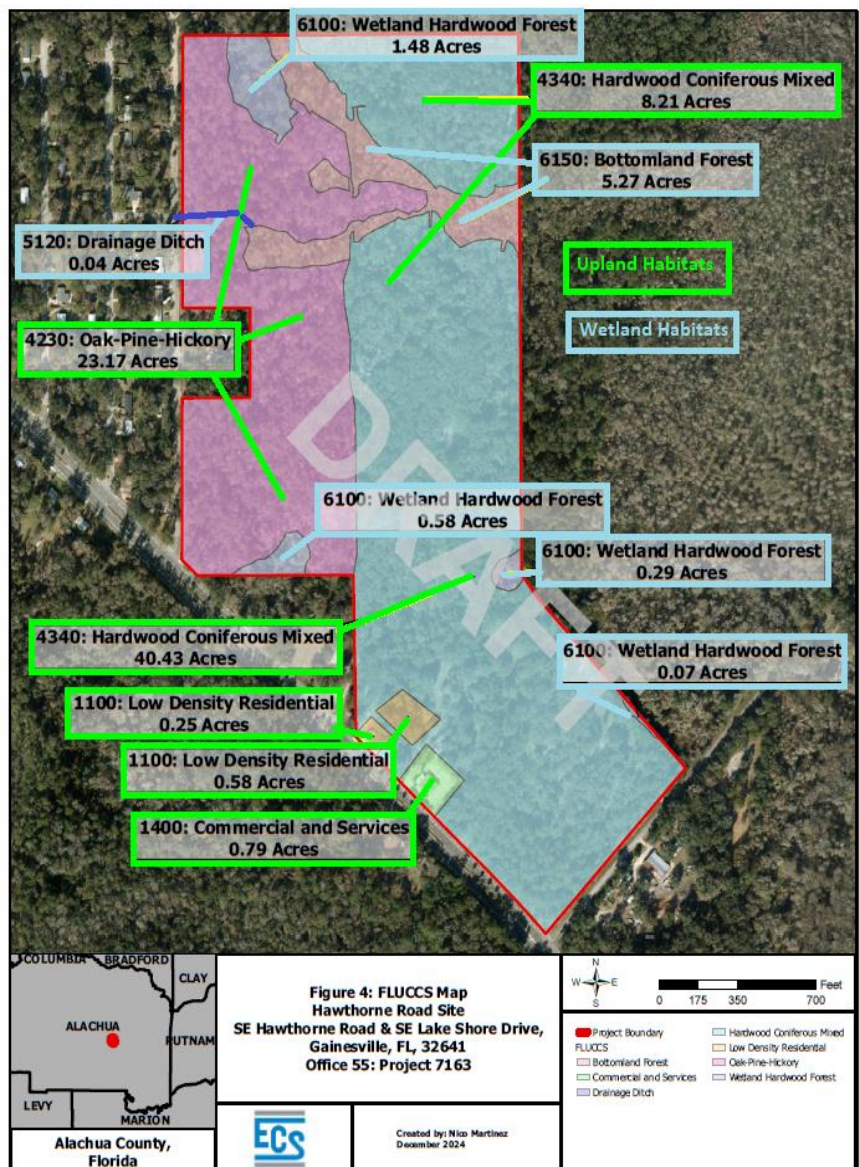 6100: Wetland Hardwood Forest
1.48 Acres
4340: Hardwood Coniferous Mixed
8.21 Acres
6150: Bottomland Forest
5.27 Acres
5120: Drainage Ditch
0.04 Acres
Upland Habitats
Wetland Habitats
4230: Oak-Pine-Hickory
23.17 Acres
DRAFT
6100: Wetland Hardwood Forest
0.58 Acres
6100: Wetland Hardwood Forest
0.29 Acres
4340: Hardwood Coniferous Mixed
40.43 Acres
6100: Wetland Hardwood Forest
0.07 Acres
1100: Low Density Residential
0.25 Acres
1100: Low Density Residential
0.58 Acres
1400: Commercial and Services
0.79 Acres
COLUMBIA
BRADFORD
CLAY
ALACHUA
PUTNAM
LEVY
MARION
Alachua County,
Florida
Figure 4: FLUCCS Map
Hawthorne Road Site
SE Hawthorne Road & SE Lake Shore Drive,
Gainesville, FL, 32641
Office 55: Project 7163
ECS
Created by: Nico Martinez
December 2024
N
W E
S
Feet
0 175 350 700
Project Boundary
FLUCCS
Bottomland Forest
Commercial and Services
Drainage Ditch
Hardwood Coniferous Mixed
Low Density Residential
Oak-Pine-Hickory
Wetland Hardwood Forest